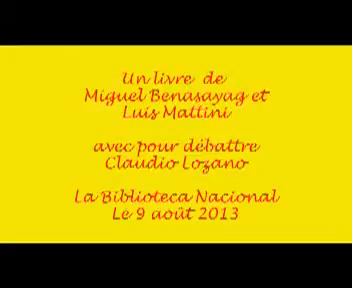 Un livre de
Miguel Benasayag et
Luis Mattini
avec pour débattre
Claudio Lozano
La Biblioteca Nacional
Le 9 août 2013